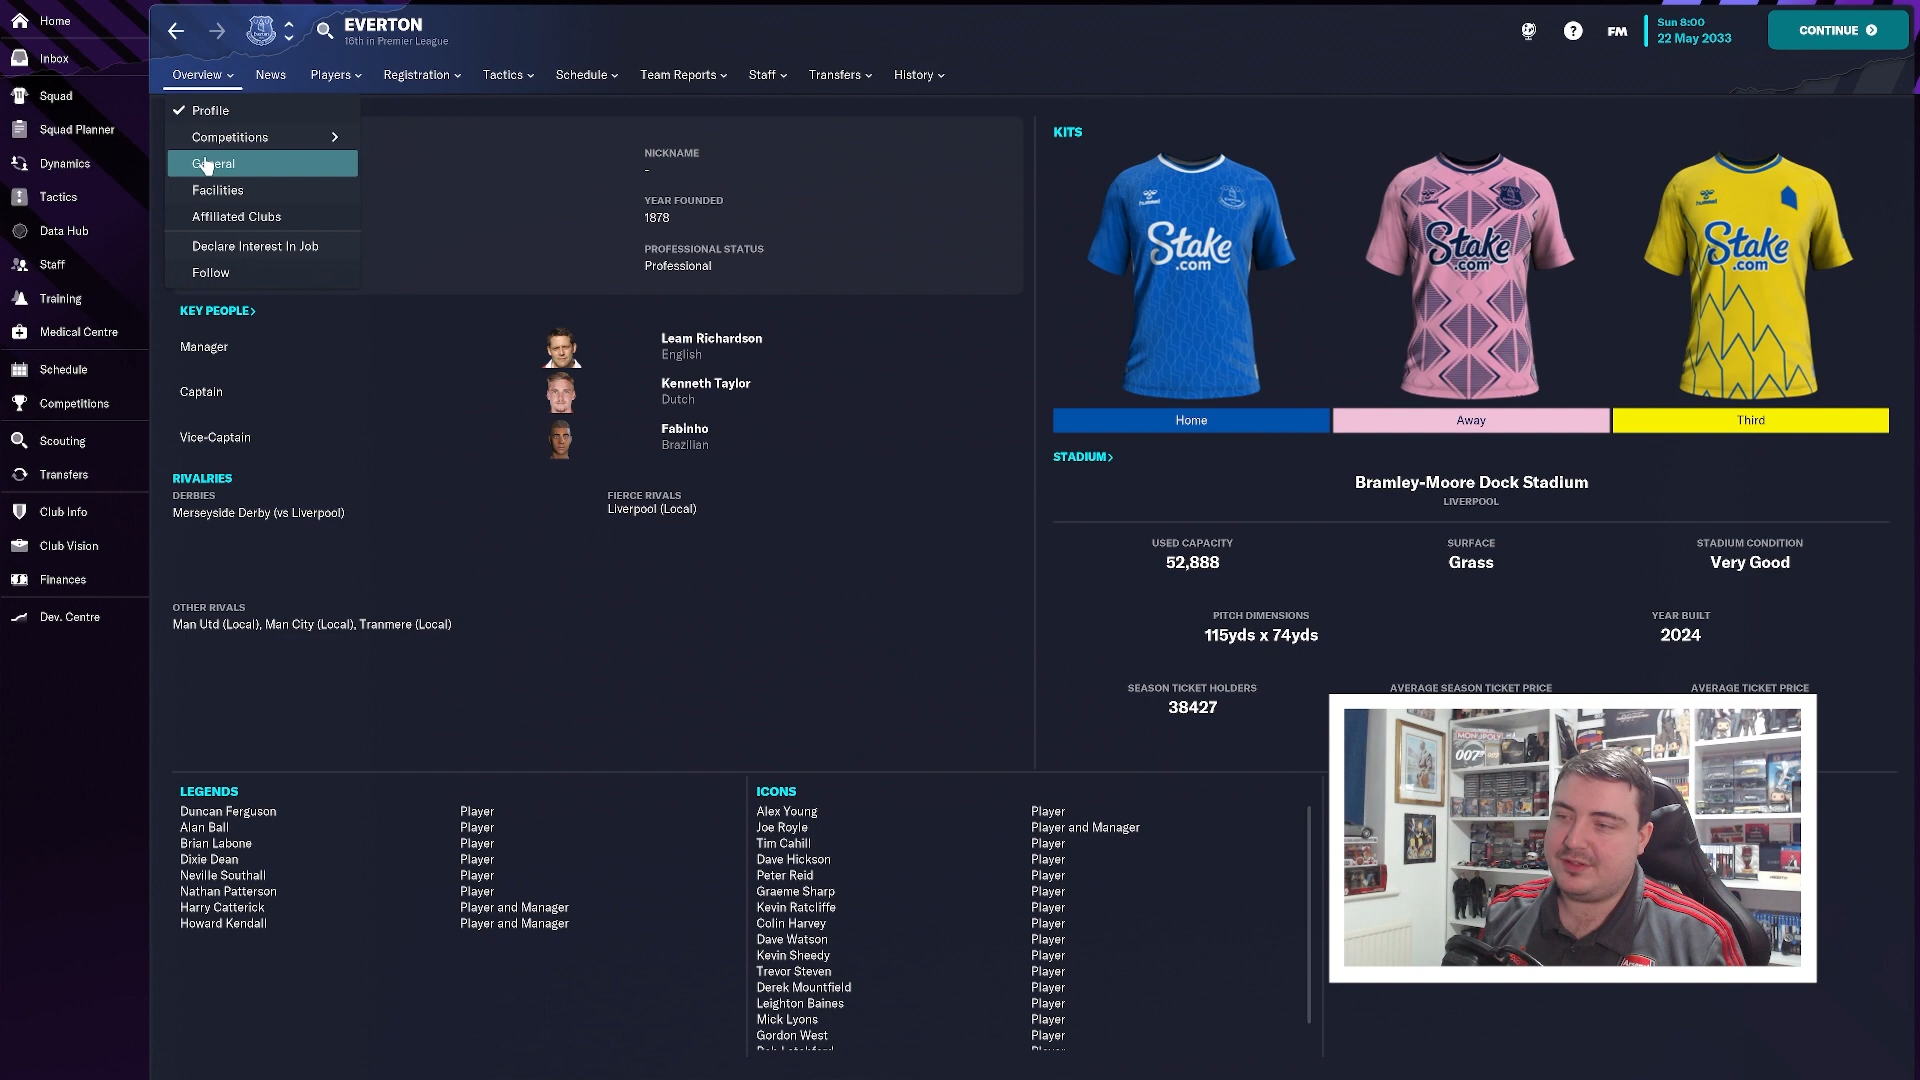 Home
Inbox
Squad
Squad Planner
Dynamics
Tactics
Data Hub
Staff
Training
Medical Centre
Schedule
Competitions
Scouting
Transfers
Club Info
Club Vision
Finances
Dev. Centre
EVERTON
16th in Premier League
FM
Sun 8:00
22 May 2033
CONTINUE
Overview
News
Players
Registration
Tactics
Schedule
Team Reports
Staff
Transfers
History
Profile
Competitions
General
Facilities
Affiliated Clubs
Declare Interest In Job
Follow
NICKNAME
-
YEAR FOUNDED
1878
PROFESSIONAL STATUS
Professional
KEY PEOPLE
Manager
Leam Richardson
English
Captain
Kenneth Taylor
Dutch
Vice-Captain
Fabinho
Brazilian
RIVALRIES
DERBIES
Merseyside Derby (vs Liverpool)
FIERCE RIVALS
Liverpool (Local)
OTHER RIVALS
Man Utd (Local), Man City (Local), Tranmere (Local)
KITS
hummel
Stake
.com
hummel
Stake
.com
hummel
Stake
.com
Home
Away
Third
STADIUM
Bramley-Moore Dock Stadium
LIVERPOOL
USED CAPACITY
52,888
SURFACE
Grass
STADIUM CONDITION
Very Good
PITCH DIMENSIONS
115yds x 74yds
YEAR BUILT
2024
SEASON TICKET HOLDERS
38427
AVERAGE SEASON TICKET PRICE
AVERAGE TICKET PRICE
LEGENDS
Duncan Ferguson Player
Alan Ball Player
Brian Labone Player
Dixie Dean Player
Neville Southall Player
Nathan Patterson Player
Harry Catterick Player and Manager
Howard Kendall Player and Manager
ICONS
Alex Young Player
Joe Royle Player and Manager
Tim Cahill Player
Dave Hickson Player
Peter Reid Player
Graeme Sharp Player
Kevin Ratcliffe Player
Colin Harvey Player
Dave Watson Player
Kevin Sheedy Player
Trevor Steven Player
Derek Mountfield Player
Leighton Baines Player
Mick Lyons Player
Gordon West Player
MONOPOLY
007
Arsenal